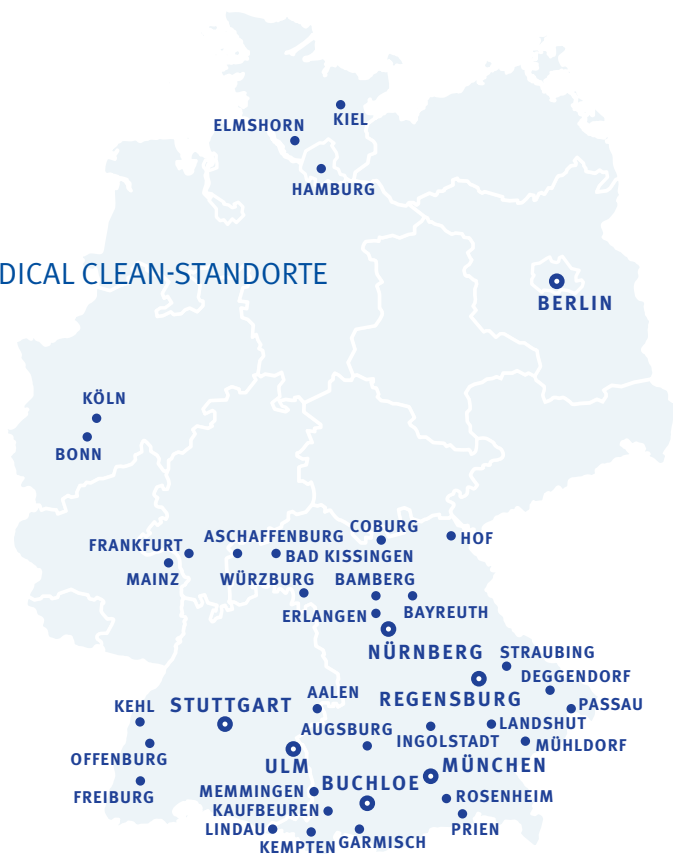 KIEL
ELMSHORN
HAMBURG
DICAL CLEAN-STANDORTE
BERLIN
KÖLN
BONN
COBURG
HOF
FRANKFURT
ASCHAFFENBURG
BAD KISSINGEN
MAINZ
WÜRZBURG
BAMBERG
ERLANGEN
BAYREUTH
NÜRNBERG
STRAUBING
DEGGENDORF
REGENSBURG
PASSAU
KEHL
STUTTGART
AALEN
AUGSBURG
INGOLSTADT
LANDSHUT
MÜHLDORF
OFFENBURG
ULM
MÜNCHEN
FREIBURG
MEMMINGEN
BUCHLOE
KAUFBEUREN
ROSENHEIM
LINDAU
PRIEN
KEMPTEN
GARMISCH